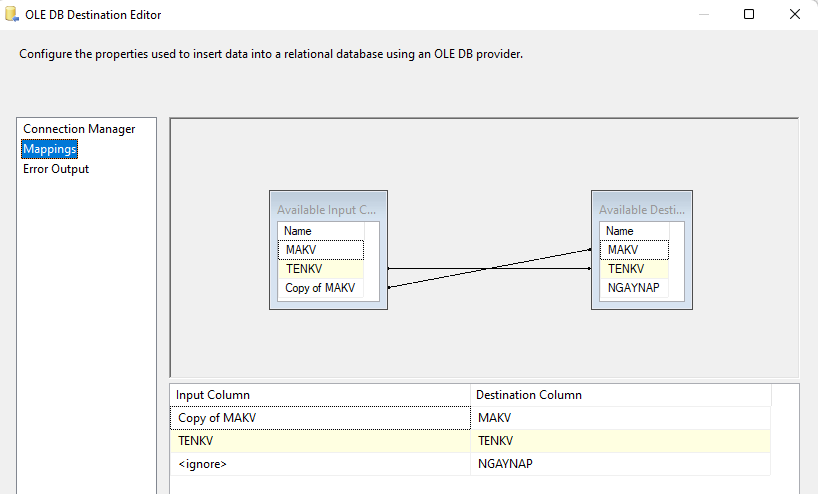 OLE DB Destination Editor
Configure the properties used to insert data into a relational database using an OLE DB provider.
Connection Manager
Mappings
Error Output
Available Input C...
Name
MAKV
TENKV
Copy of MAKV
Available Desti...
Name
MAKV
TENKV
NGAYNAP
Input Column Destination Column
Copy of MAKV MAKV
TENKV TENKV
<ignore> NGAYNAP